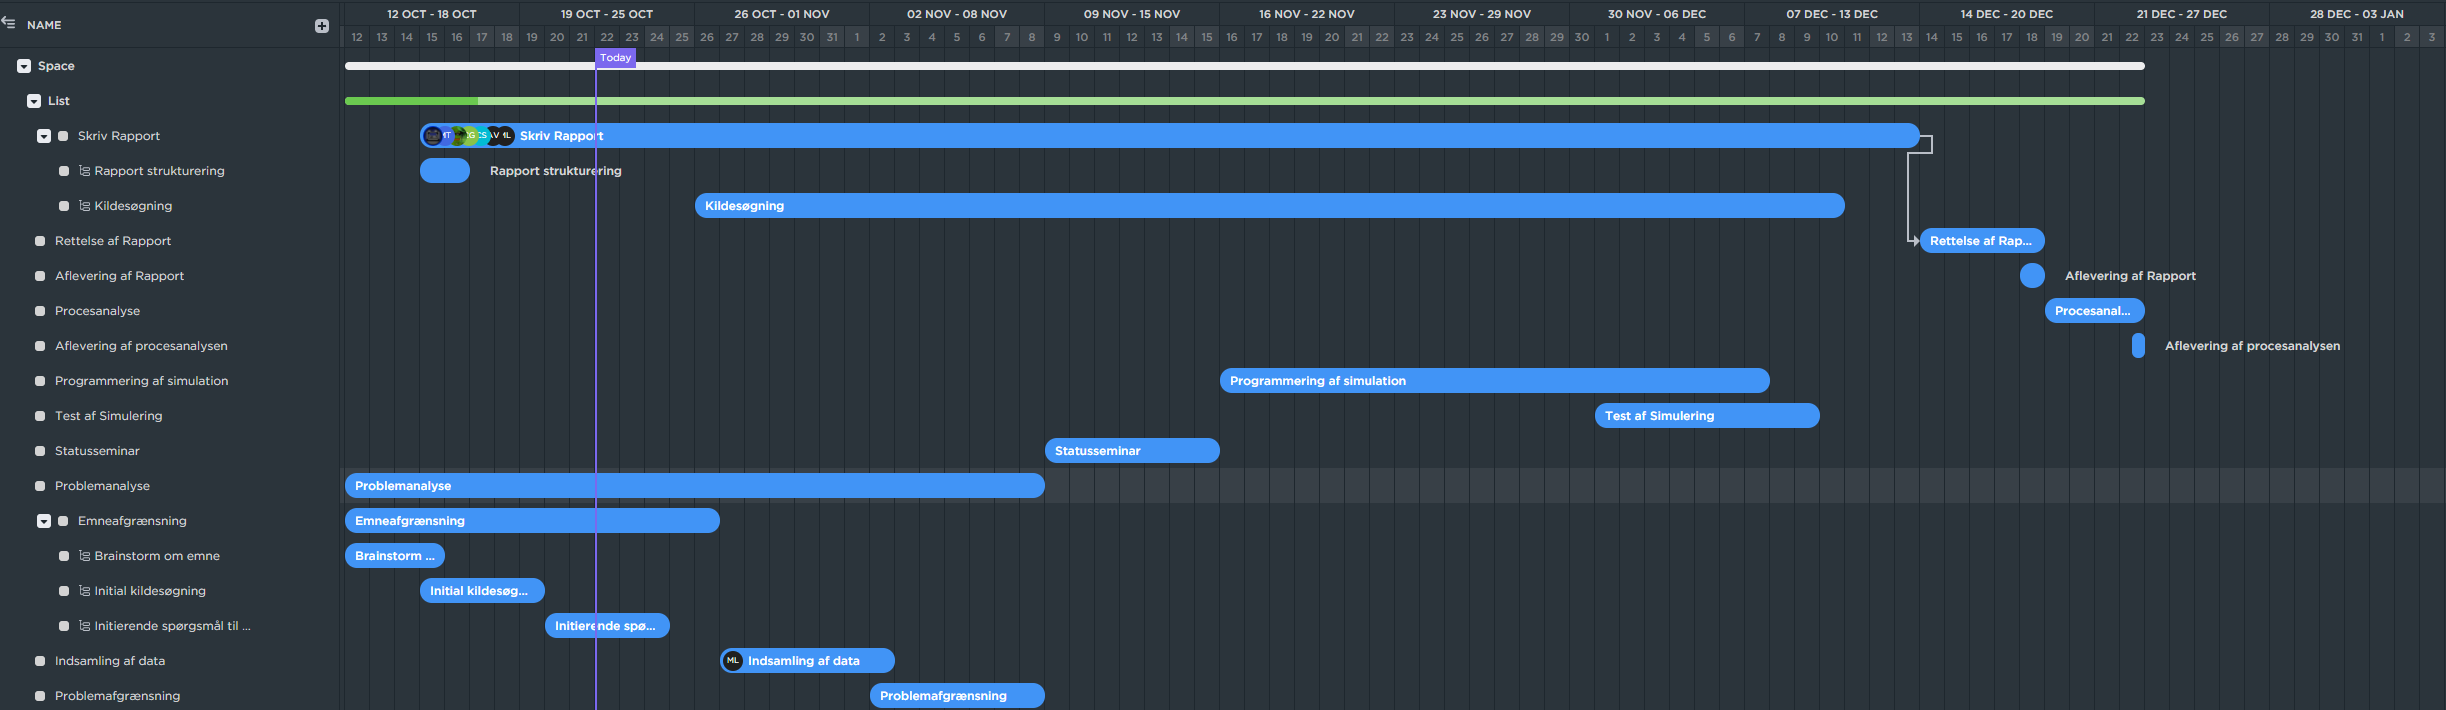 12 OCT - 18 OCT 19 OCT - 25 OCT 26 OCT - 01 NOV 02 NOV - 08 NOV 09 NOV - 15 NOV 16 NOV - 22 NOV 23 NOV - 29 NOV 30 NOV - 06 DEC 07 DEC - 13 DEC 14 DEC - 20 DEC 21 DEC - 27 DEC 28 DEC - 03 JAN
NAME
12 13 14 15 16 17 18 19 20 21 22 23 24 25 26 27 28 29 30 31 1 2 3 4 5 6 7 8 9 10 11 12 13 14 15 16 17 18 19 20 21 22 23 24 25 26 27 28 29 30 1 2 3 4 5 6 7 8 9 10 11 12 13 14 15 16 17 18 19 20 21 22 23 24 25 26 27 28 29 30 31 1 2 3
Today
Space
List
Skriv Rapport CS ML Skriv Rapport
Rapport strukturering Rapport strukturering
Kildesøgning Kildesøgning
Rettelse af Rapport Rettelse af Rap...
Aflevering af Rapport Aflevering af Rapport
Procesanalyse Procesanal...
Aflevering af procesanalysen Aflevering af procesanalysen
Programmering af simulation Programmering af simulation
Test af Simulering Test af Simulering
Statusseminar Statusseminar
Problemanalyse Problemanalyse
Emneafgrænsning Emneafgrænsning
Brainstorm om emne Brainstorm ...
Initial kildesøgning Initial kildesøg...
Initierende spørgsmål til ... Initierende spø...
Indsamling af data ML Indsamling af data
Problemafgrænsning Problemafgrænsning